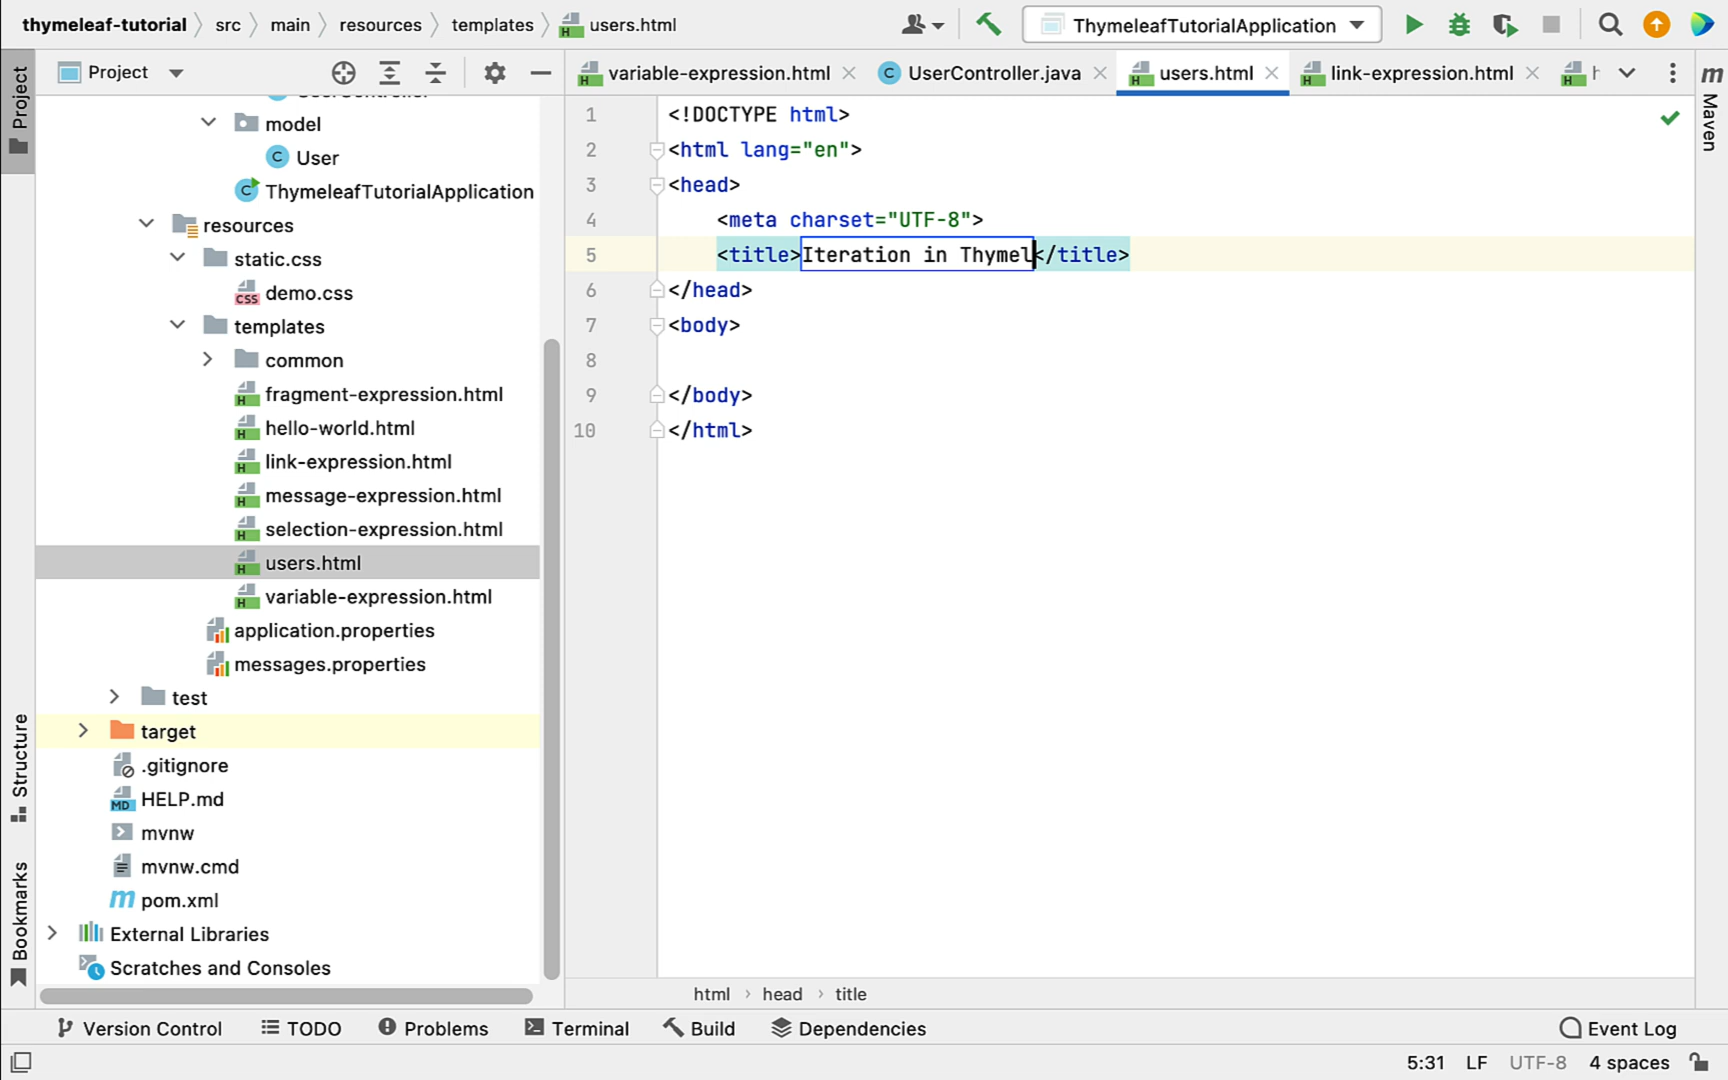 thymeleaf-tutorial src main resources templates users.html
ThymeleafTutorialApplication
Project
variable-expression.html
UserController.java
users.html
link-expression.html
h
m
Maven
Project
Structure
Bookmarks
UserController
model
User
ThymeleafTutorialApplication
resources
static.css
demo.css
templates
common
fragment-expression.html
hello-world.html
link-expression.html
message-expression.html
selection-expression.html
users.html
variable-expression.html
application.properties
messages.properties
test
target
.gitignore
HELP.md
mvnw
mvnw.cmd
pom.xml
External Libraries
Scratches and Consoles
1 <!DOCTYPE html>
2 <html lang="en">
3 <head>
4 <meta charset="UTF-8">
5 <title>Iteration in Thymel</title>
6 </head>
7 <body>
8
9 </body>
10 </html>
html › head › title
Version Control TODO Problems Terminal Build Dependencies Event Log
5:31 LF UTF-8 4 spaces